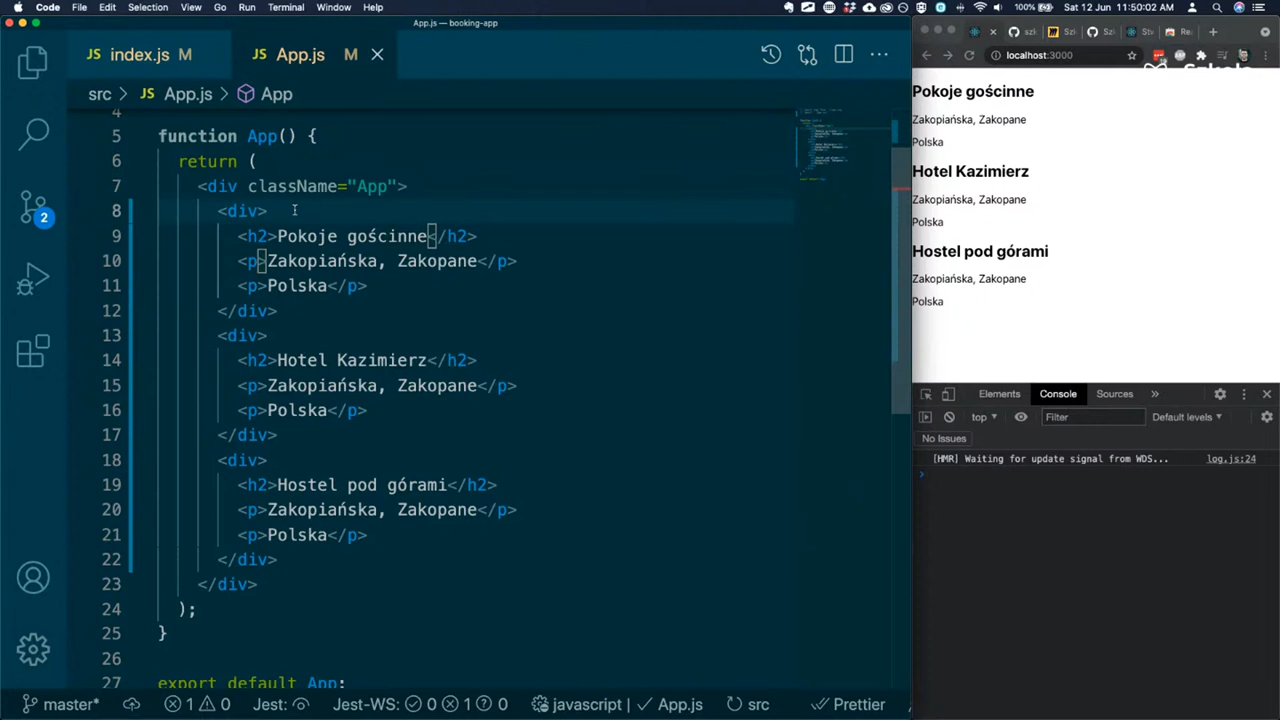 Code File Edit Selection View Go Run Terminal Window Help 100% Sat 12 Jun 11:50:02 AM
App.js — booking-app
JS index.js M JS App.js M
src > JS App.js > App
4
5 function App() {
6 return (
7 <div className="App">
8 <div>
9 <h2>Pokoje gościnne</h2>
10 <p>Zakopiańska, Zakopane</p>
11 <p>Polska</p>
12 </div>
13 <div>
14 <h2>Hotel Kazimierz</h2>
15 <p>Zakopiańska, Zakopane</p>
16 <p>Polska</p>
17 </div>
18 <div>
19 <h2>Hostel pod górami</h2>
20 <p>Zakopiańska, Zakopane</p>
21 <p>Polska</p>
22 </div>
23 </div>
24 );
25 }
26
27 export default App;
2
master* 1 0 Jest: Jest-WS: 0 1 0 javascript App.js src Prettier
localhost:3000
Pokoje gościnne
Zakopiańska, Zakopane
Polska
Hotel Kazimierz
Zakopiańska, Zakopane
Polska
Hostel pod górami
Zakopiańska, Zakopane
Polska
Elements Console Sources »
top Filter Default levels
No Issues
[HMR] Waiting for update signal from WDS... log.js:24